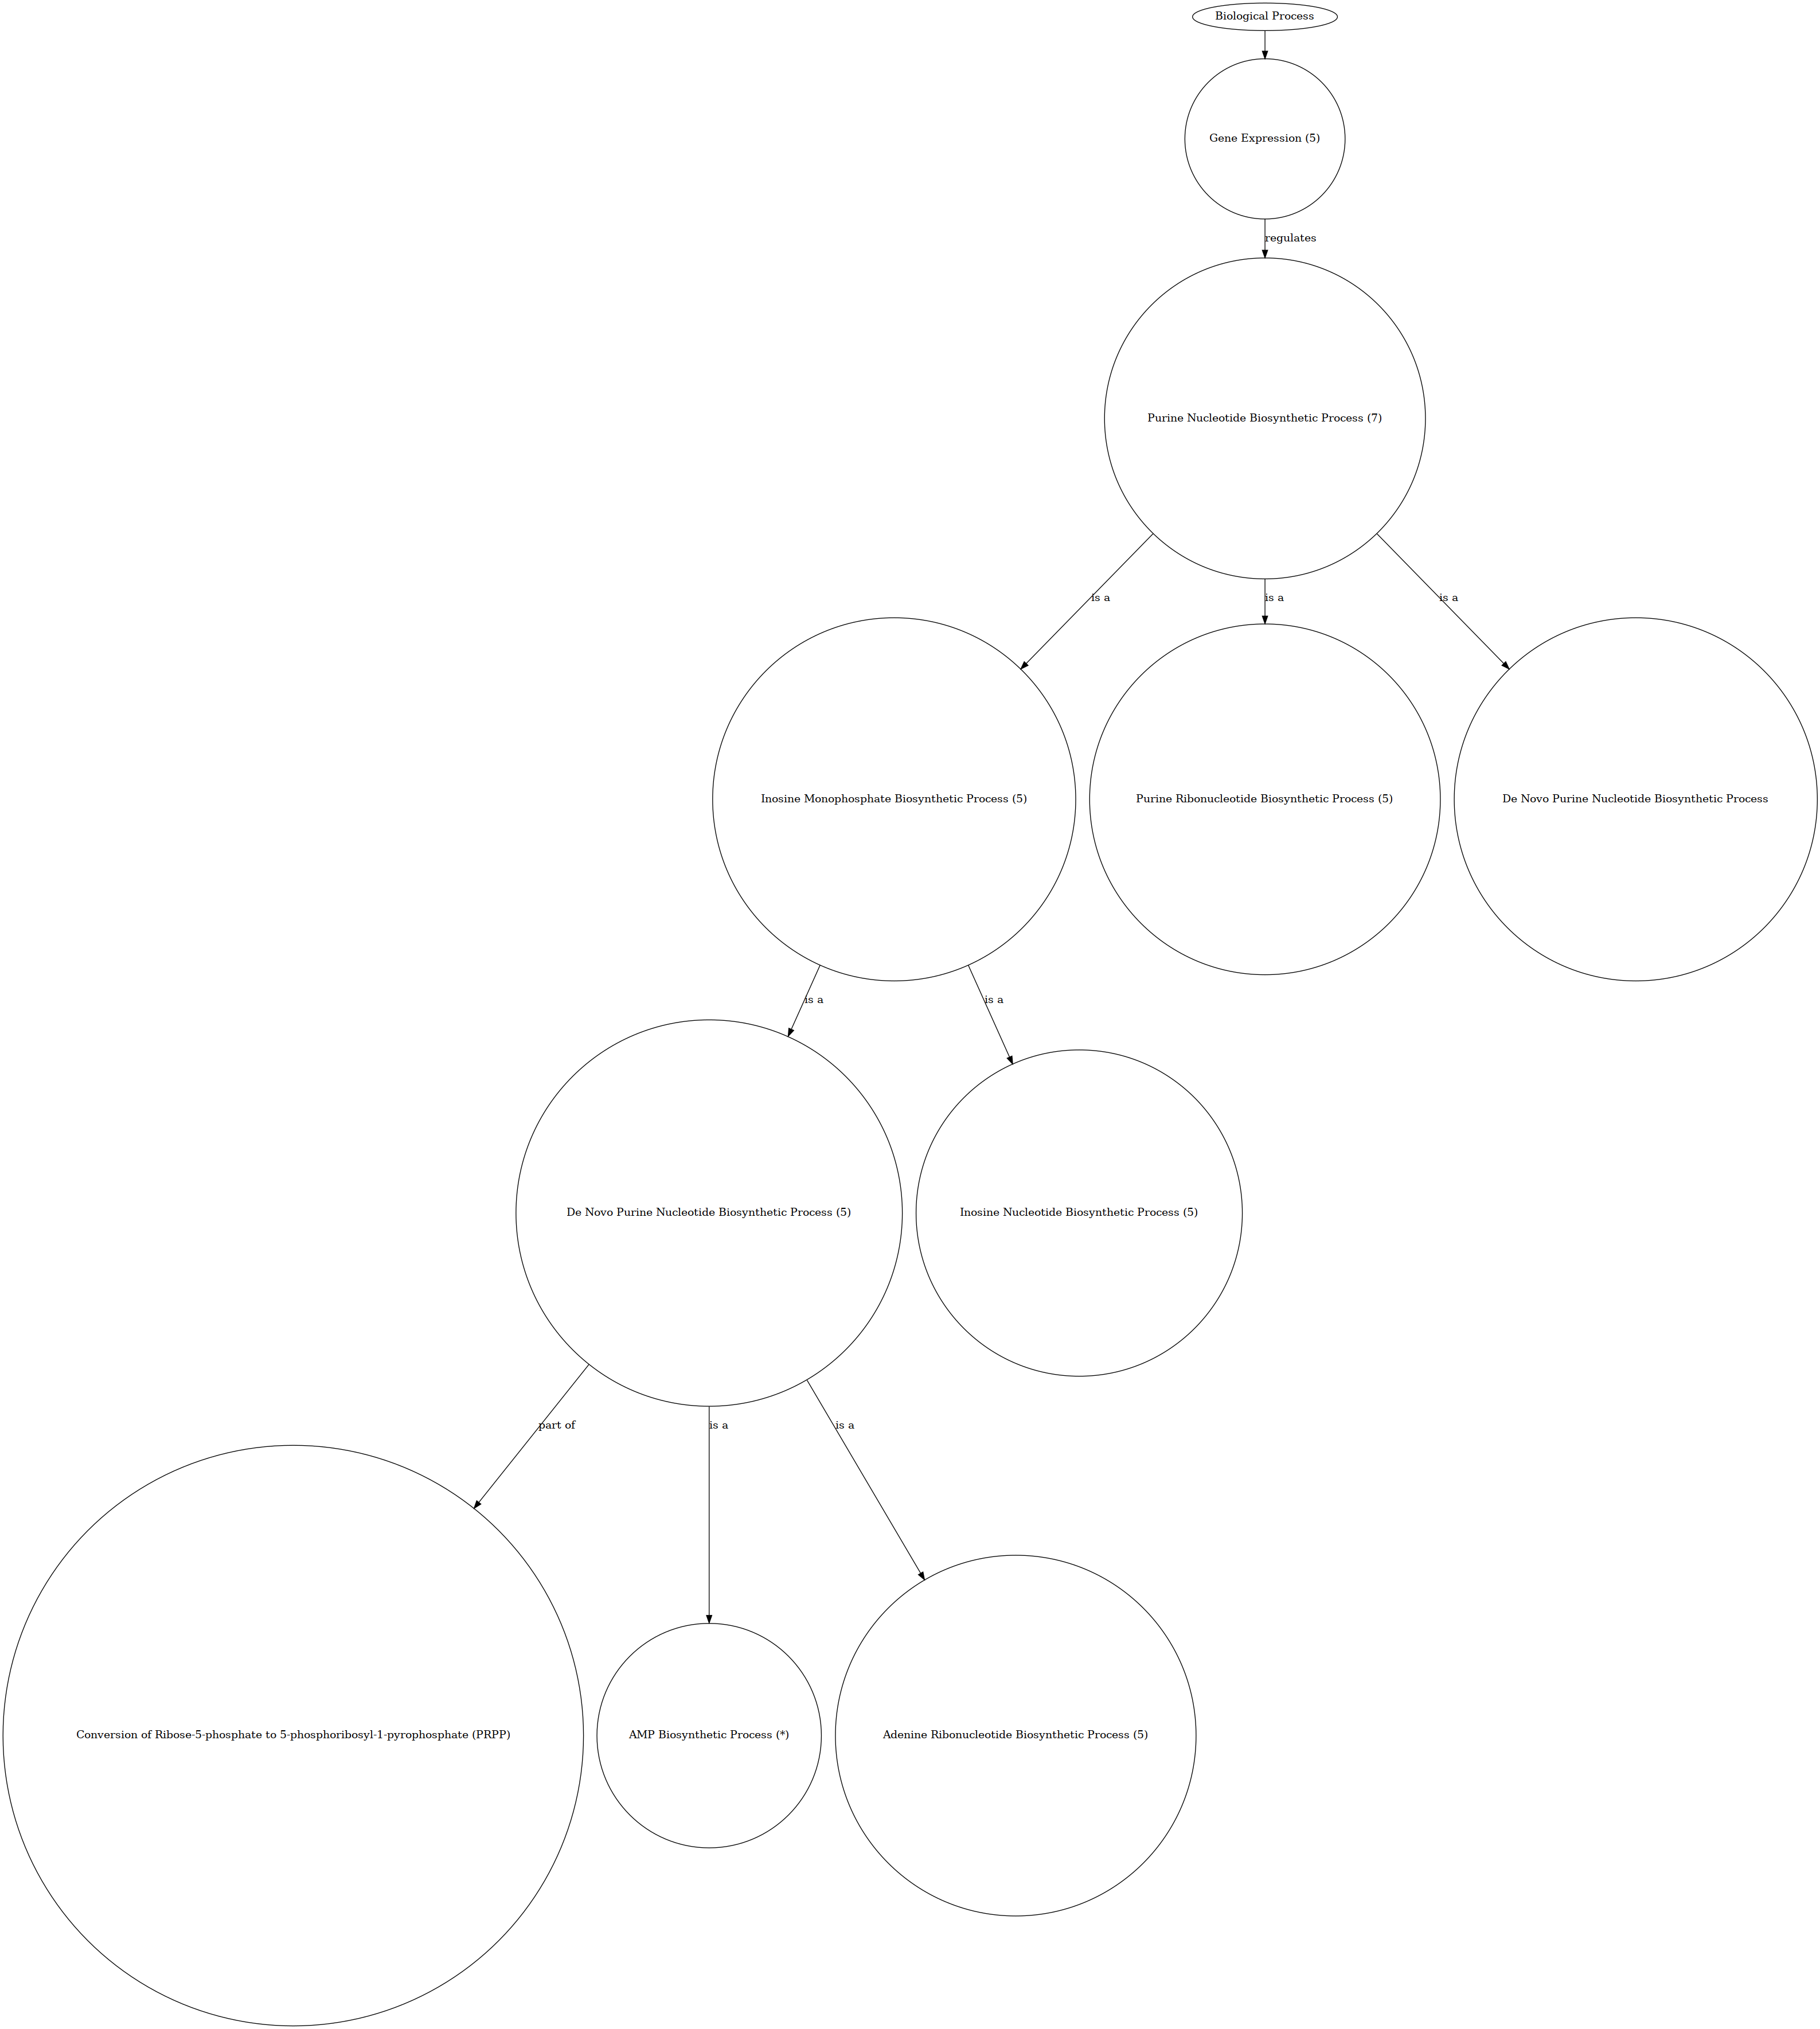 Biological Process
Gene Expression (5)
regulates
Purine Nucleotide Biosynthetic Process (7)
is a
is a
is a
Inosine Monophosphate Biosynthetic Process (5)
Purine Ribonucleotide Biosynthetic Process (5)
De Novo Purine Nucleotide Biosynthetic Process
is a
is a
De Novo Purine Nucleotide Biosynthetic Process (5)
Inosine Nucleotide Biosynthetic Process (5)
part of
is a
is a
Conversion of Ribose-5-phosphate to 5-phosphoribosyl-1-pyrophosphate (PRPP)
AMP Biosynthetic Process (*)
Adenine Ribonucleotide Biosynthetic Process (5)